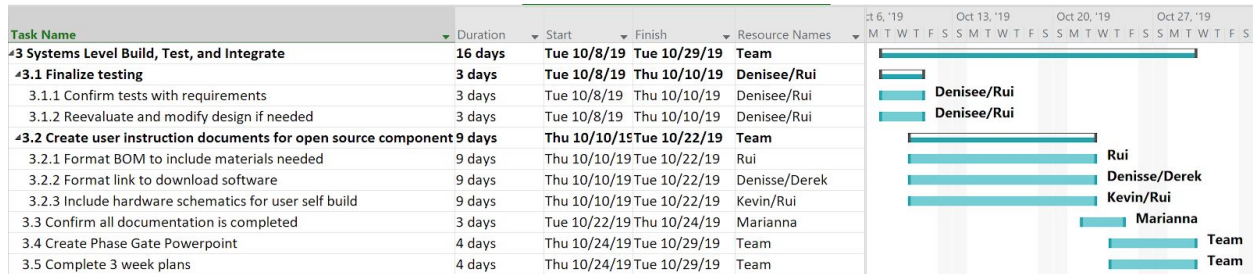 ct 6, '19 Oct 13, '19 Oct 20, '19 Oct 27, '19
Task Name Duration Start Finish Resource Names M T W T F S S M T W T F S S M T W T F S S M T W T F S
3 Systems Level Build, Test, and Integrate 16 days Tue 10/8/19 Tue 10/29/19 Team
3.1 Finalize testing 3 days Tue 10/8/19 Thu 10/10/19 Denisee/Rui
3.1.1 Confirm tests with requirements 3 days Tue 10/8/19 Thu 10/10/19 Denisee/Rui Denisee/Rui
3.1.2 Reevaluate and modify design if needed 3 days Tue 10/8/19 Thu 10/10/19 Denisee/Rui Denisee/Rui
3.2 Create user instruction documents for open source component 9 days Thu 10/10/19 Tue 10/22/19 Team
3.2.1 Format BOM to include materials needed 9 days Thu 10/10/19 Tue 10/22/19 Rui Rui
3.2.2 Format link to download software 9 days Thu 10/10/19 Tue 10/22/19 Denisse/Derek Denisse/Derek
3.2.3 Include hardware schematics for user self build 9 days Thu 10/10/19 Tue 10/22/19 Kevin/Rui Kevin/Rui
3.3 Confirm all documentation is completed 3 days Tue 10/22/19 Thu 10/24/19 Marianna Marianna
3.4 Create Phase Gate Powerpoint 4 days Thu 10/24/19 Tue 10/29/19 Team Team
3.5 Complete 3 week plans 4 days Thu 10/24/19 Tue 10/29/19 Team Team